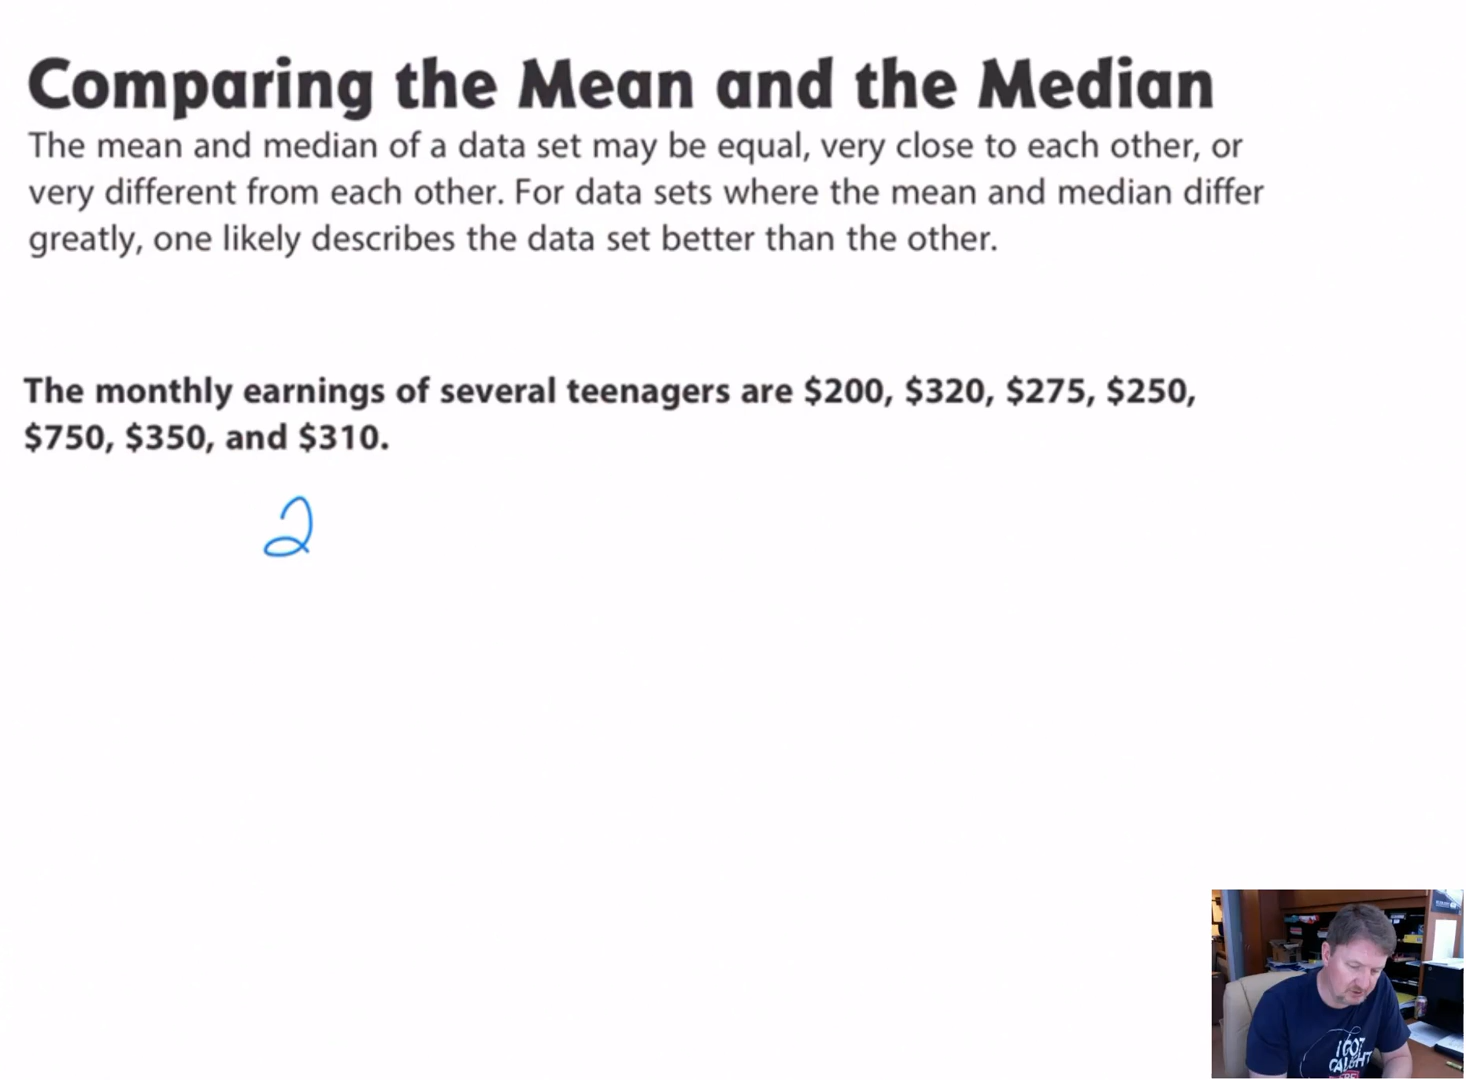 Comparing the Mean and the Median
The mean and median of a data set may be equal, very close to each other, or
very different from each other. For data sets where the mean and median differ
greatly, one likely describes the data set better than the other.
The monthly earnings of several teenagers are $200, $320, $275, $250,
$750, $350, and $310.
2
I GOT
CAUGHT